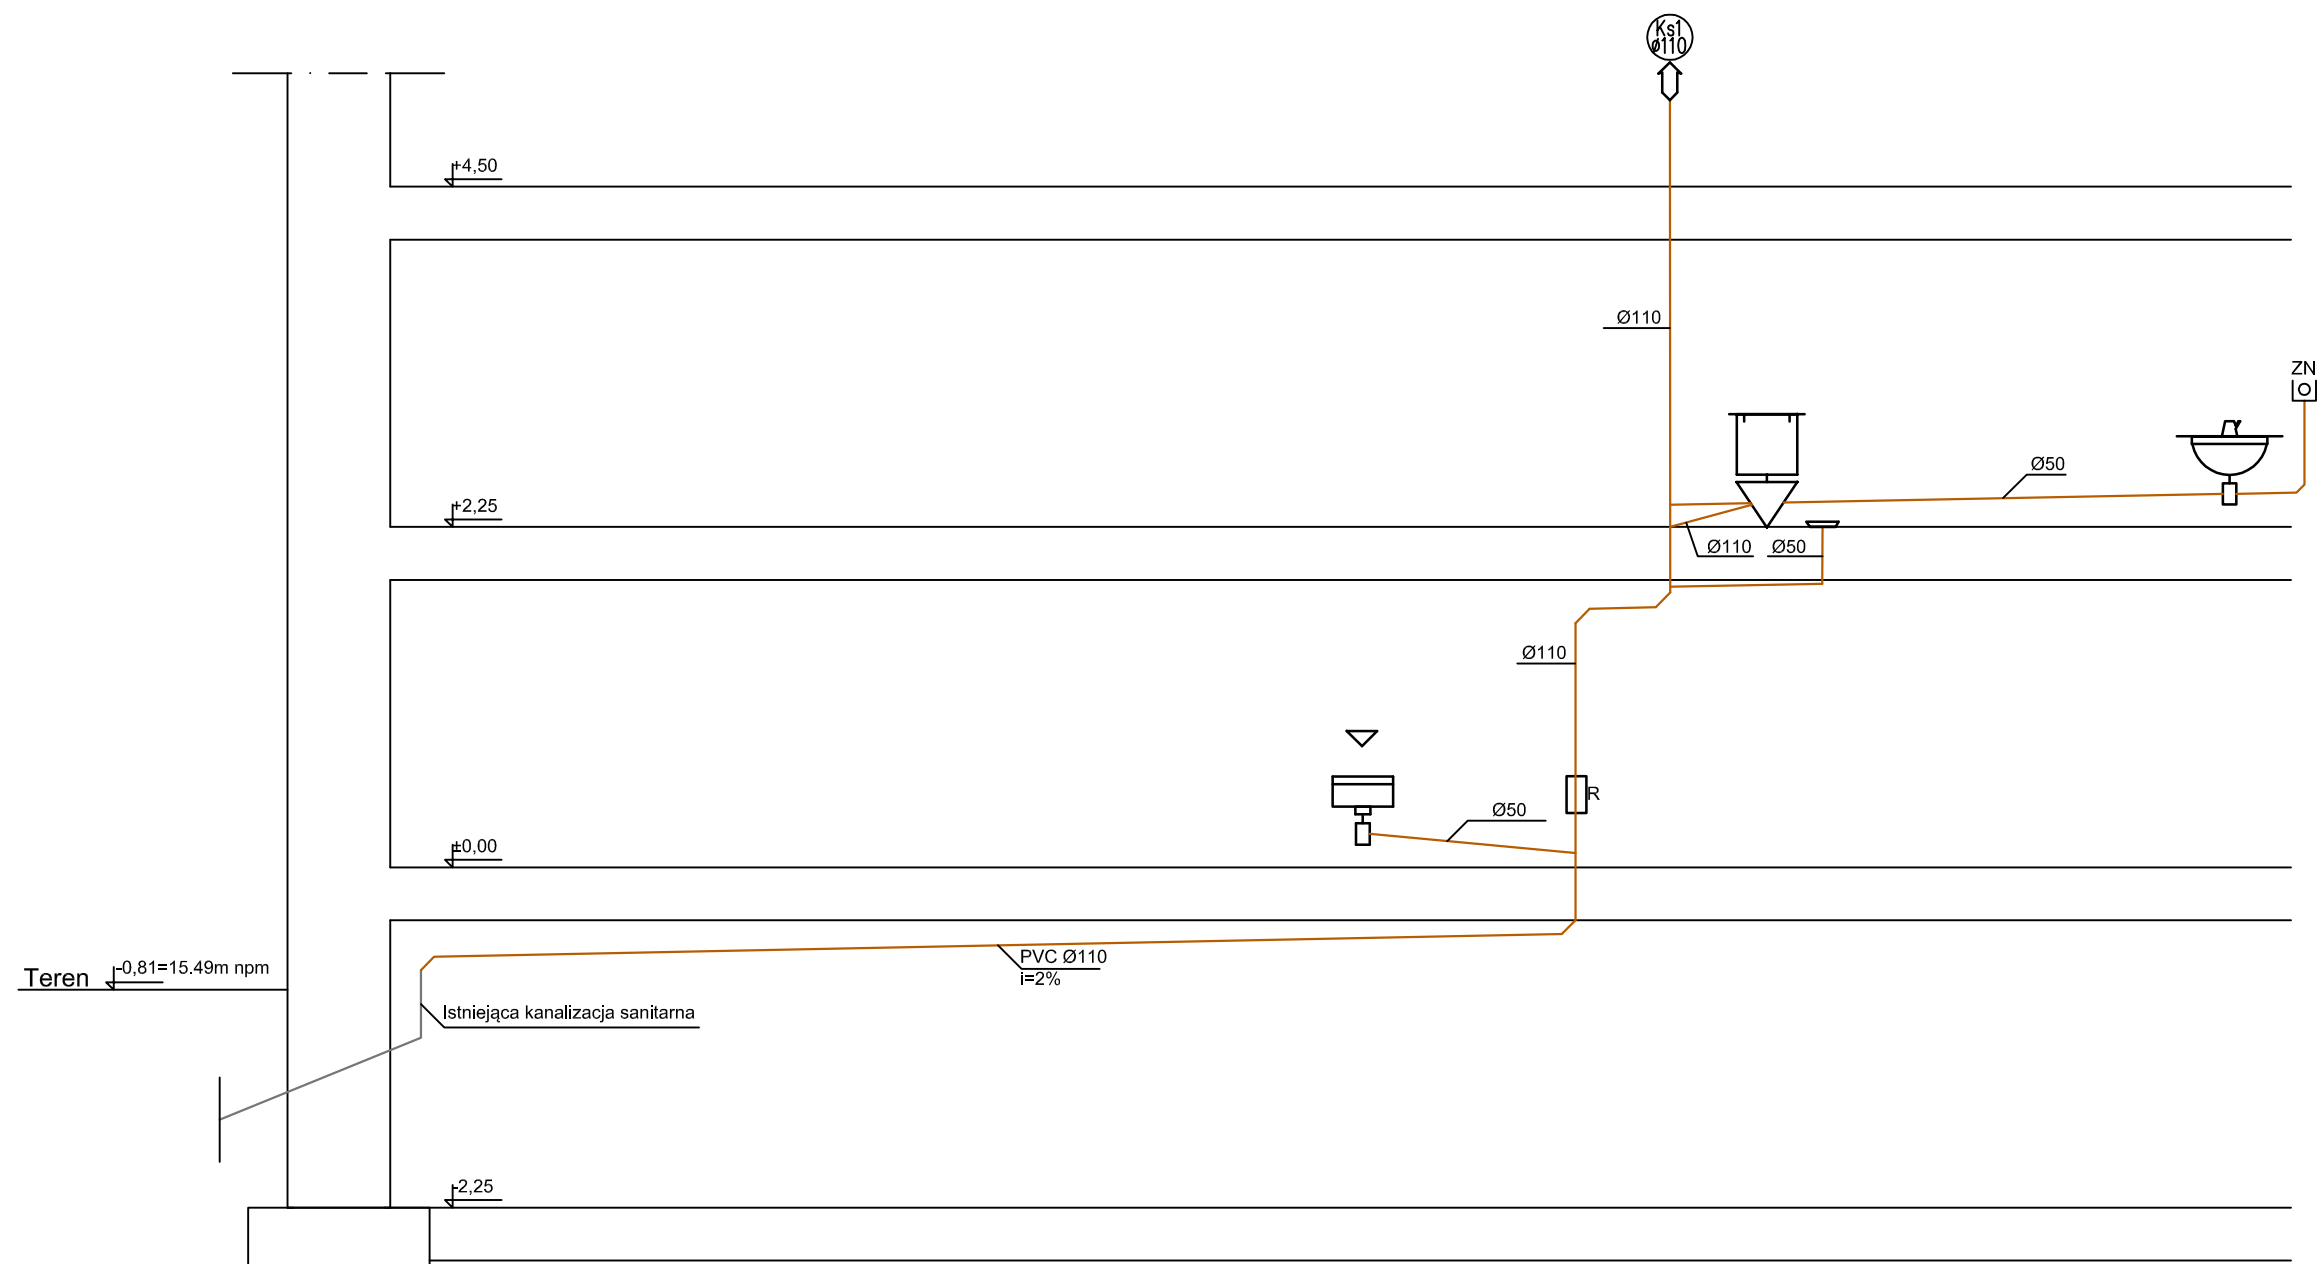 Ks1
ø110
+4,50
Ø110
ZN
Ø50
+2,25
Ø110
Ø50
Ø110
R
Ø50
±0,00
PVC Ø110
i=2%
Teren
-0,81=15.49m npm
Istniejąca kanalizacja sanitarna
-2,25